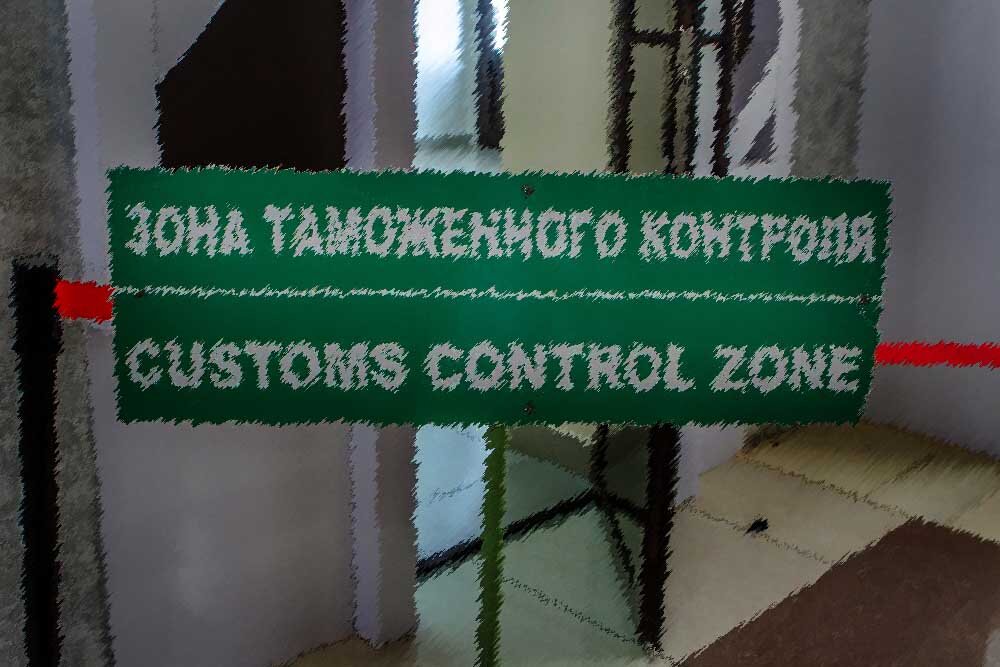 ЗОНА ТАМОЖЕННОГО КОНТРОЛЯ
CUSTOMS CONTROL ZONE